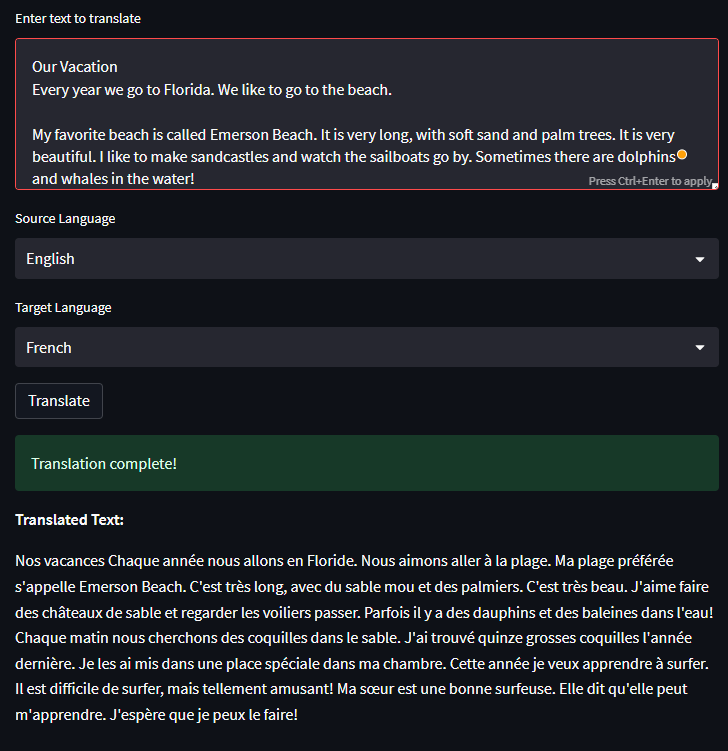 Enter text to translate
Our Vacation
Every year we go to Florida. We like to go to the beach.
My favorite beach is called Emerson Beach. It is very long, with soft sand and palm trees. It is very
beautiful. I like to make sandcastles and watch the sailboats go by. Sometimes there are dolphins
and whales in the water!
Press Ctrl+Enter to apply
Source Language
English
Target Language
French
Translate
Translation complete!
Translated Text:
Nos vacances Chaque année nous allons en Floride. Nous aimons aller à la plage. Ma plage préférée
s'appelle Emerson Beach. C'est très long, avec du sable mou et des palmiers. C'est très beau. J'aime faire
des châteaux de sable et regarder les voiliers passer. Parfois il y a des dauphins et des baleines dans l'eau!
Chaque matin nous cherchons des coquilles dans le sable. J'ai trouvé quinze grosses coquilles l'année
dernière. Je les ai mis dans une place spéciale dans ma chambre. Cette année je veux apprendre à surfer.
Il est difficile de surfer, mais tellement amusant! Ma sœur est une bonne surfeuse. Elle dit qu'elle peut
m'apprendre. J'espère que je peux le faire!